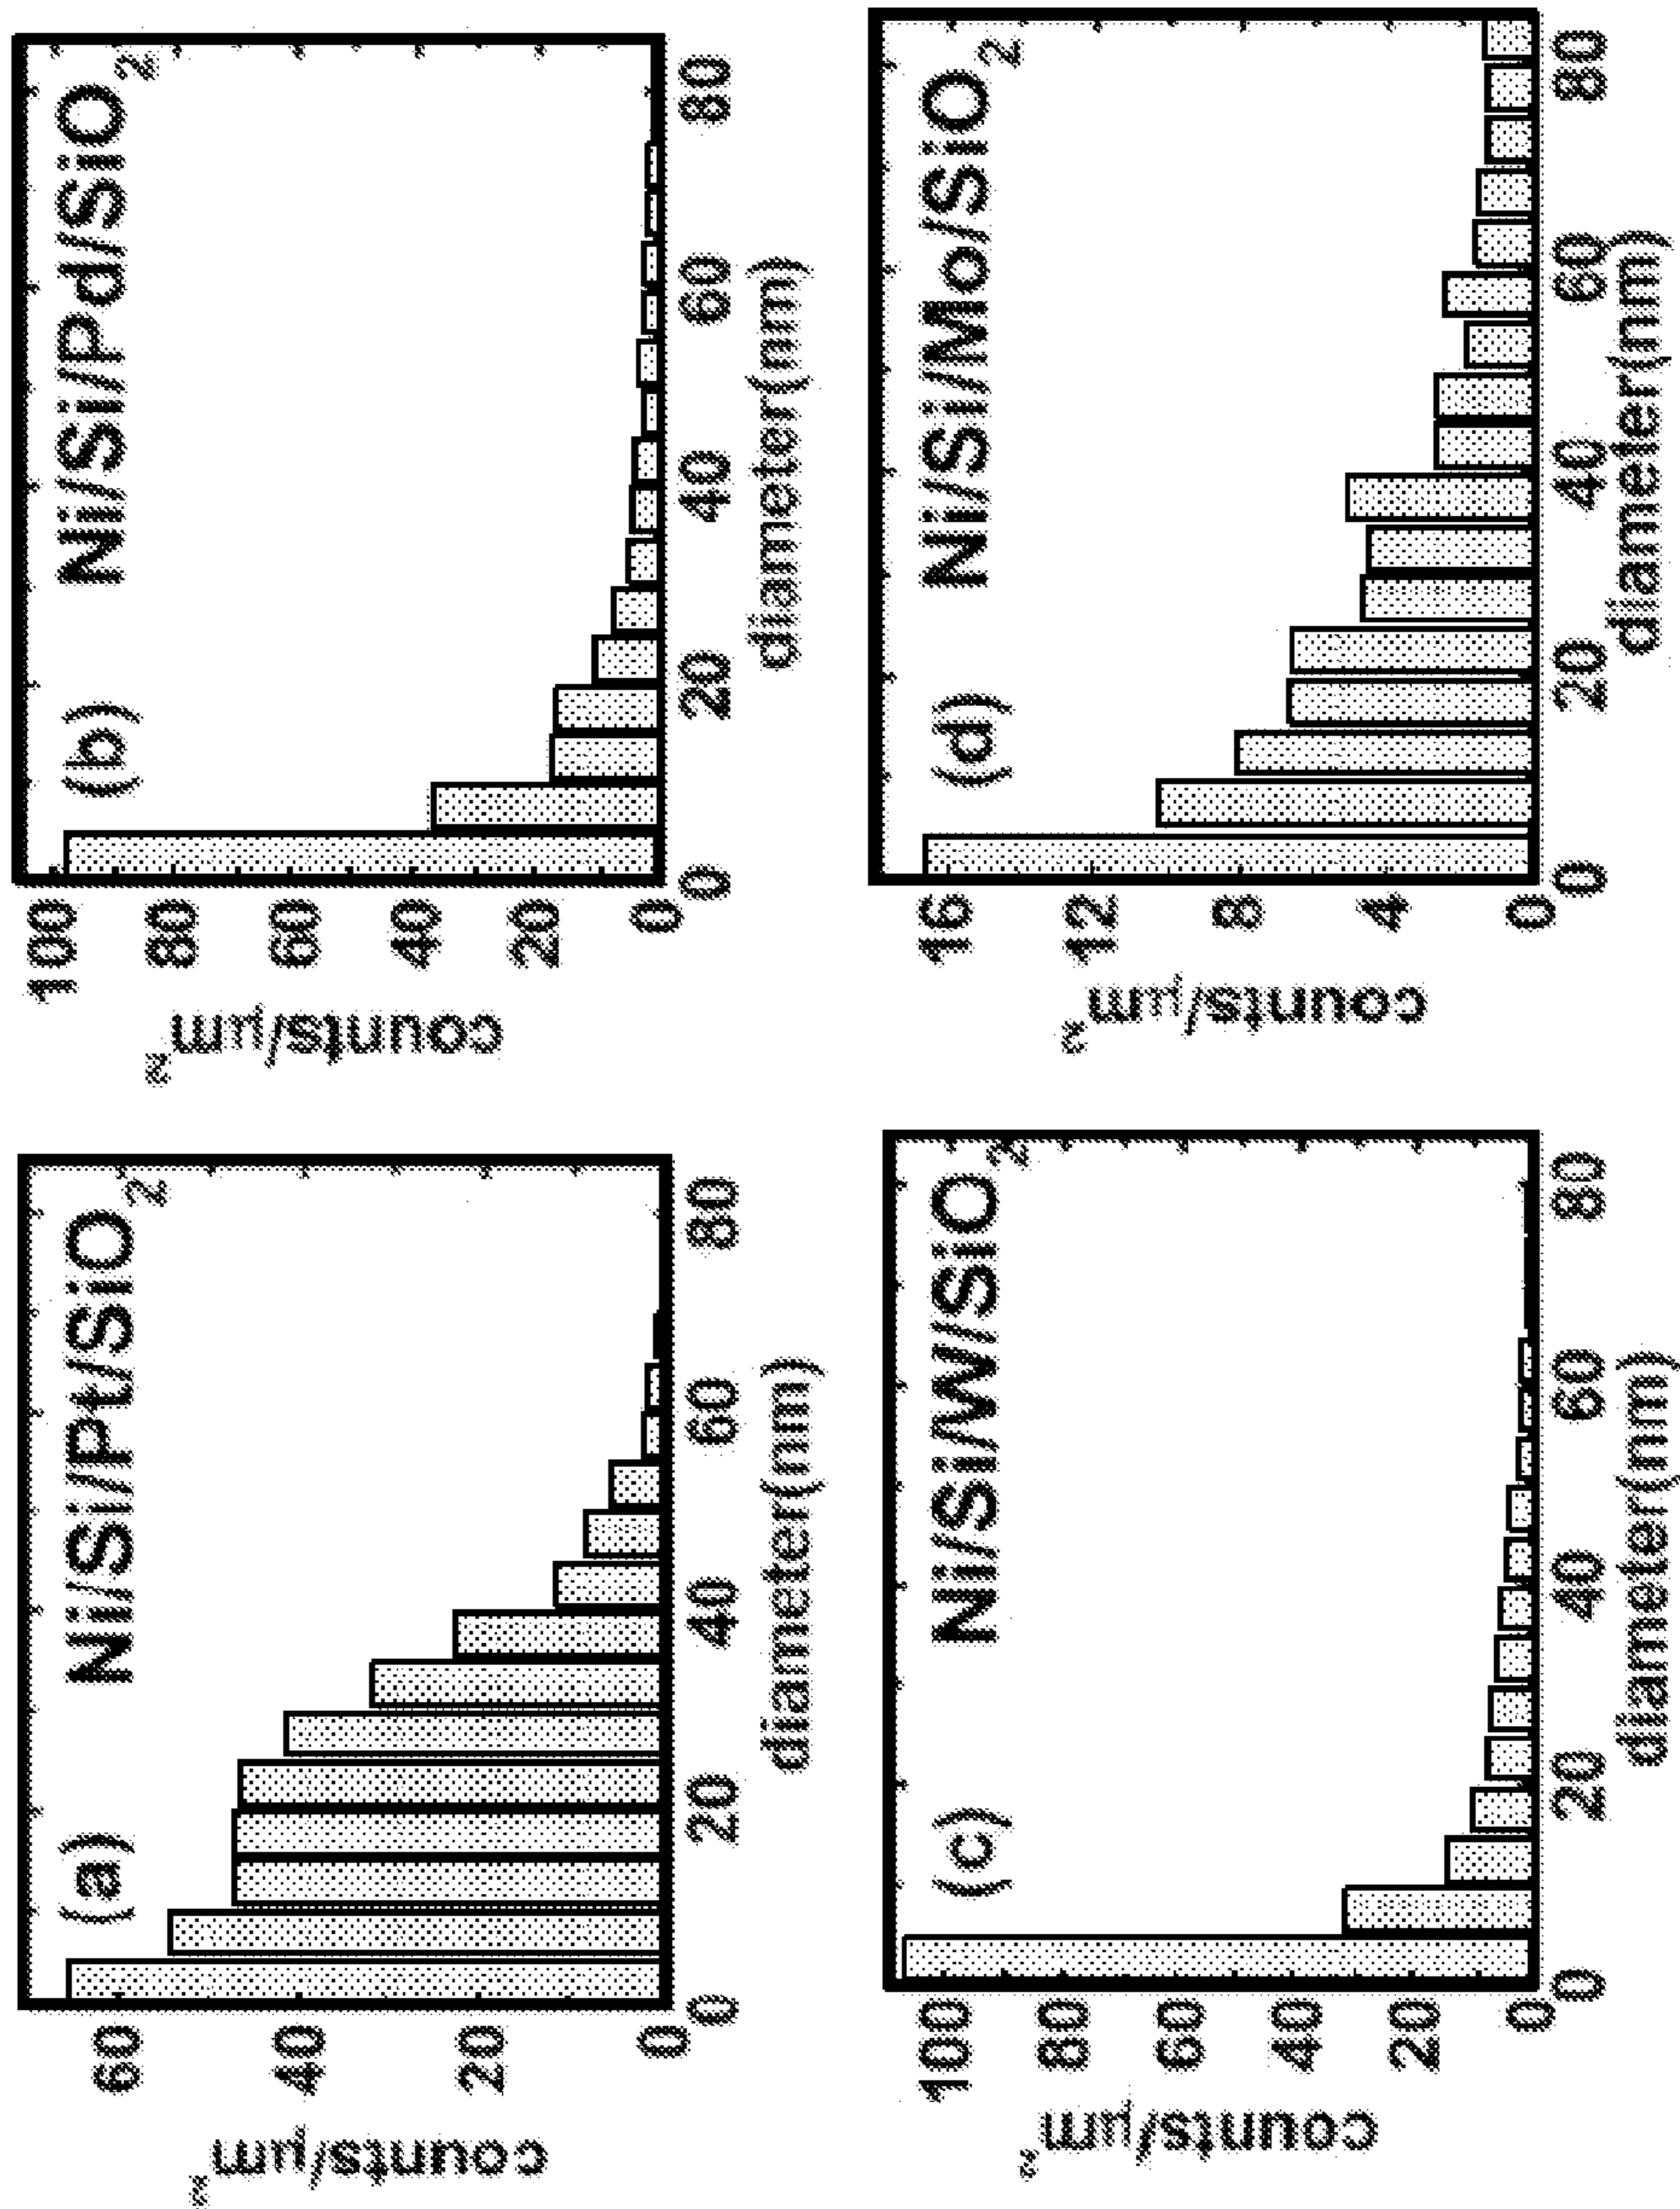 (a) Ni/Si/Pt/SiO2
counts/μm2
60
40
20
0
0 20 40 60 80
diameter(nm)
(b) Ni/Si/Pd/SiO2
counts/μm2
100
80
60
40
20
0
0 20 40 60 80
diameter(nm)
(c) Ni/Si/W/SiO2
counts/μm2
100
80
60
40
20
0
0 20 40 60 80
diameter(nm)
(d) Ni/Si/Mo/SiO2
counts/μm2
16
12
8
4
0
0 20 40 60 80
diameter(nm)